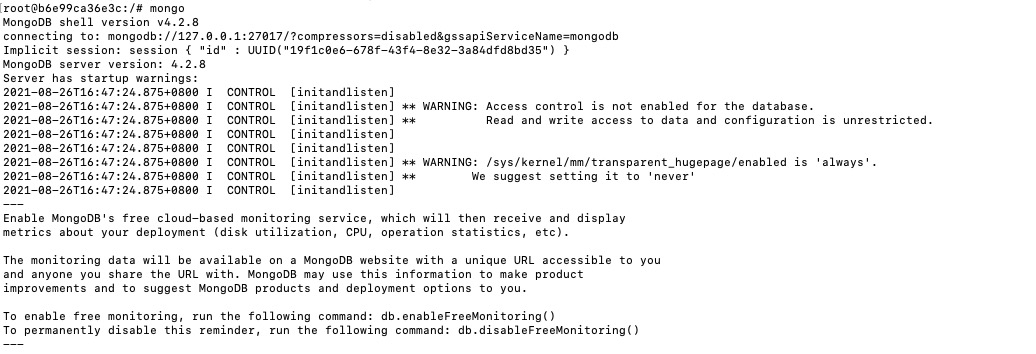 [root@b6e99ca36e3c:/# mongo
MongoDB shell version v4.2.8
connecting to: mongodb://127.0.0.1:27017/?compressors=disabled&gssapiServiceName=mongodb
Implicit session: session { "id" : UUID("19f1c0e6-678f-43f4-8e32-3a84dfd8bd35") }
MongoDB server version: 4.2.8
Server has startup warnings:
2021-08-26T16:47:24.875+0800 I  CONTROL  [initandlisten]
2021-08-26T16:47:24.875+0800 I  CONTROL  [initandlisten] ** WARNING: Access control is not enabled for the database.
2021-08-26T16:47:24.875+0800 I  CONTROL  [initandlisten] **          Read and write access to data and configuration is unrestricted.
2021-08-26T16:47:24.875+0800 I  CONTROL  [initandlisten]
2021-08-26T16:47:24.875+0800 I  CONTROL  [initandlisten]
2021-08-26T16:47:24.875+0800 I  CONTROL  [initandlisten] ** WARNING: /sys/kernel/mm/transparent_hugepage/enabled is 'always'.
2021-08-26T16:47:24.875+0800 I  CONTROL  [initandlisten] **        We suggest setting it to 'never'
2021-08-26T16:47:24.875+0800 I  CONTROL  [initandlisten]
---
Enable MongoDB's free cloud-based monitoring service, which will then receive and display
metrics about your deployment (disk utilization, CPU, operation statistics, etc).

The monitoring data will be available on a MongoDB website with a unique URL accessible to you
and anyone you share the URL with. MongoDB may use this information to make product
improvements and to suggest MongoDB products and deployment options to you.

To enable free monitoring, run the following command: db.enableFreeMonitoring()
To permanently disable this reminder, run the following command: db.disableFreeMonitoring()
---